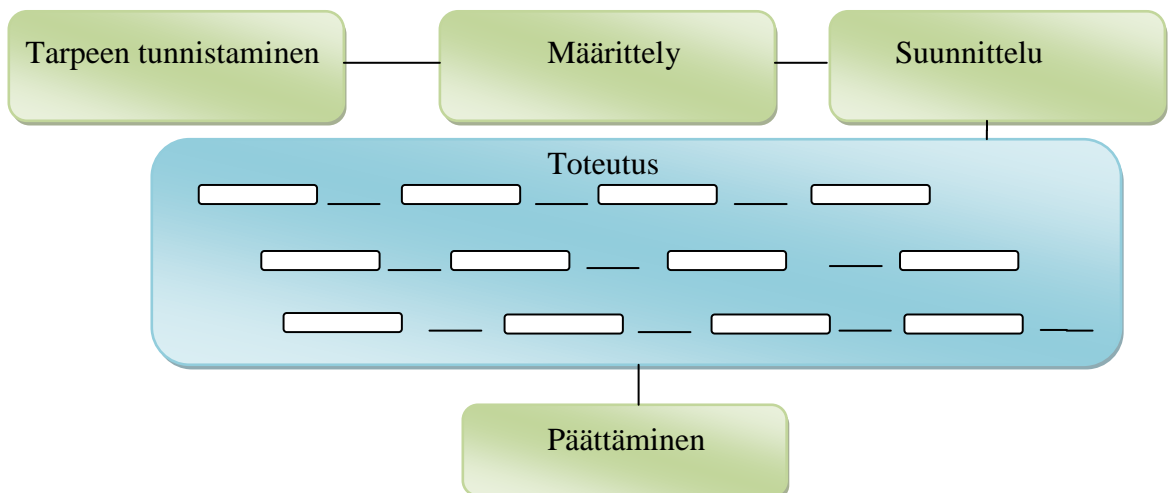 Tarpeen tunnistaminen
Määrittely
Suunnittelu
Toteutus
Päättäminen